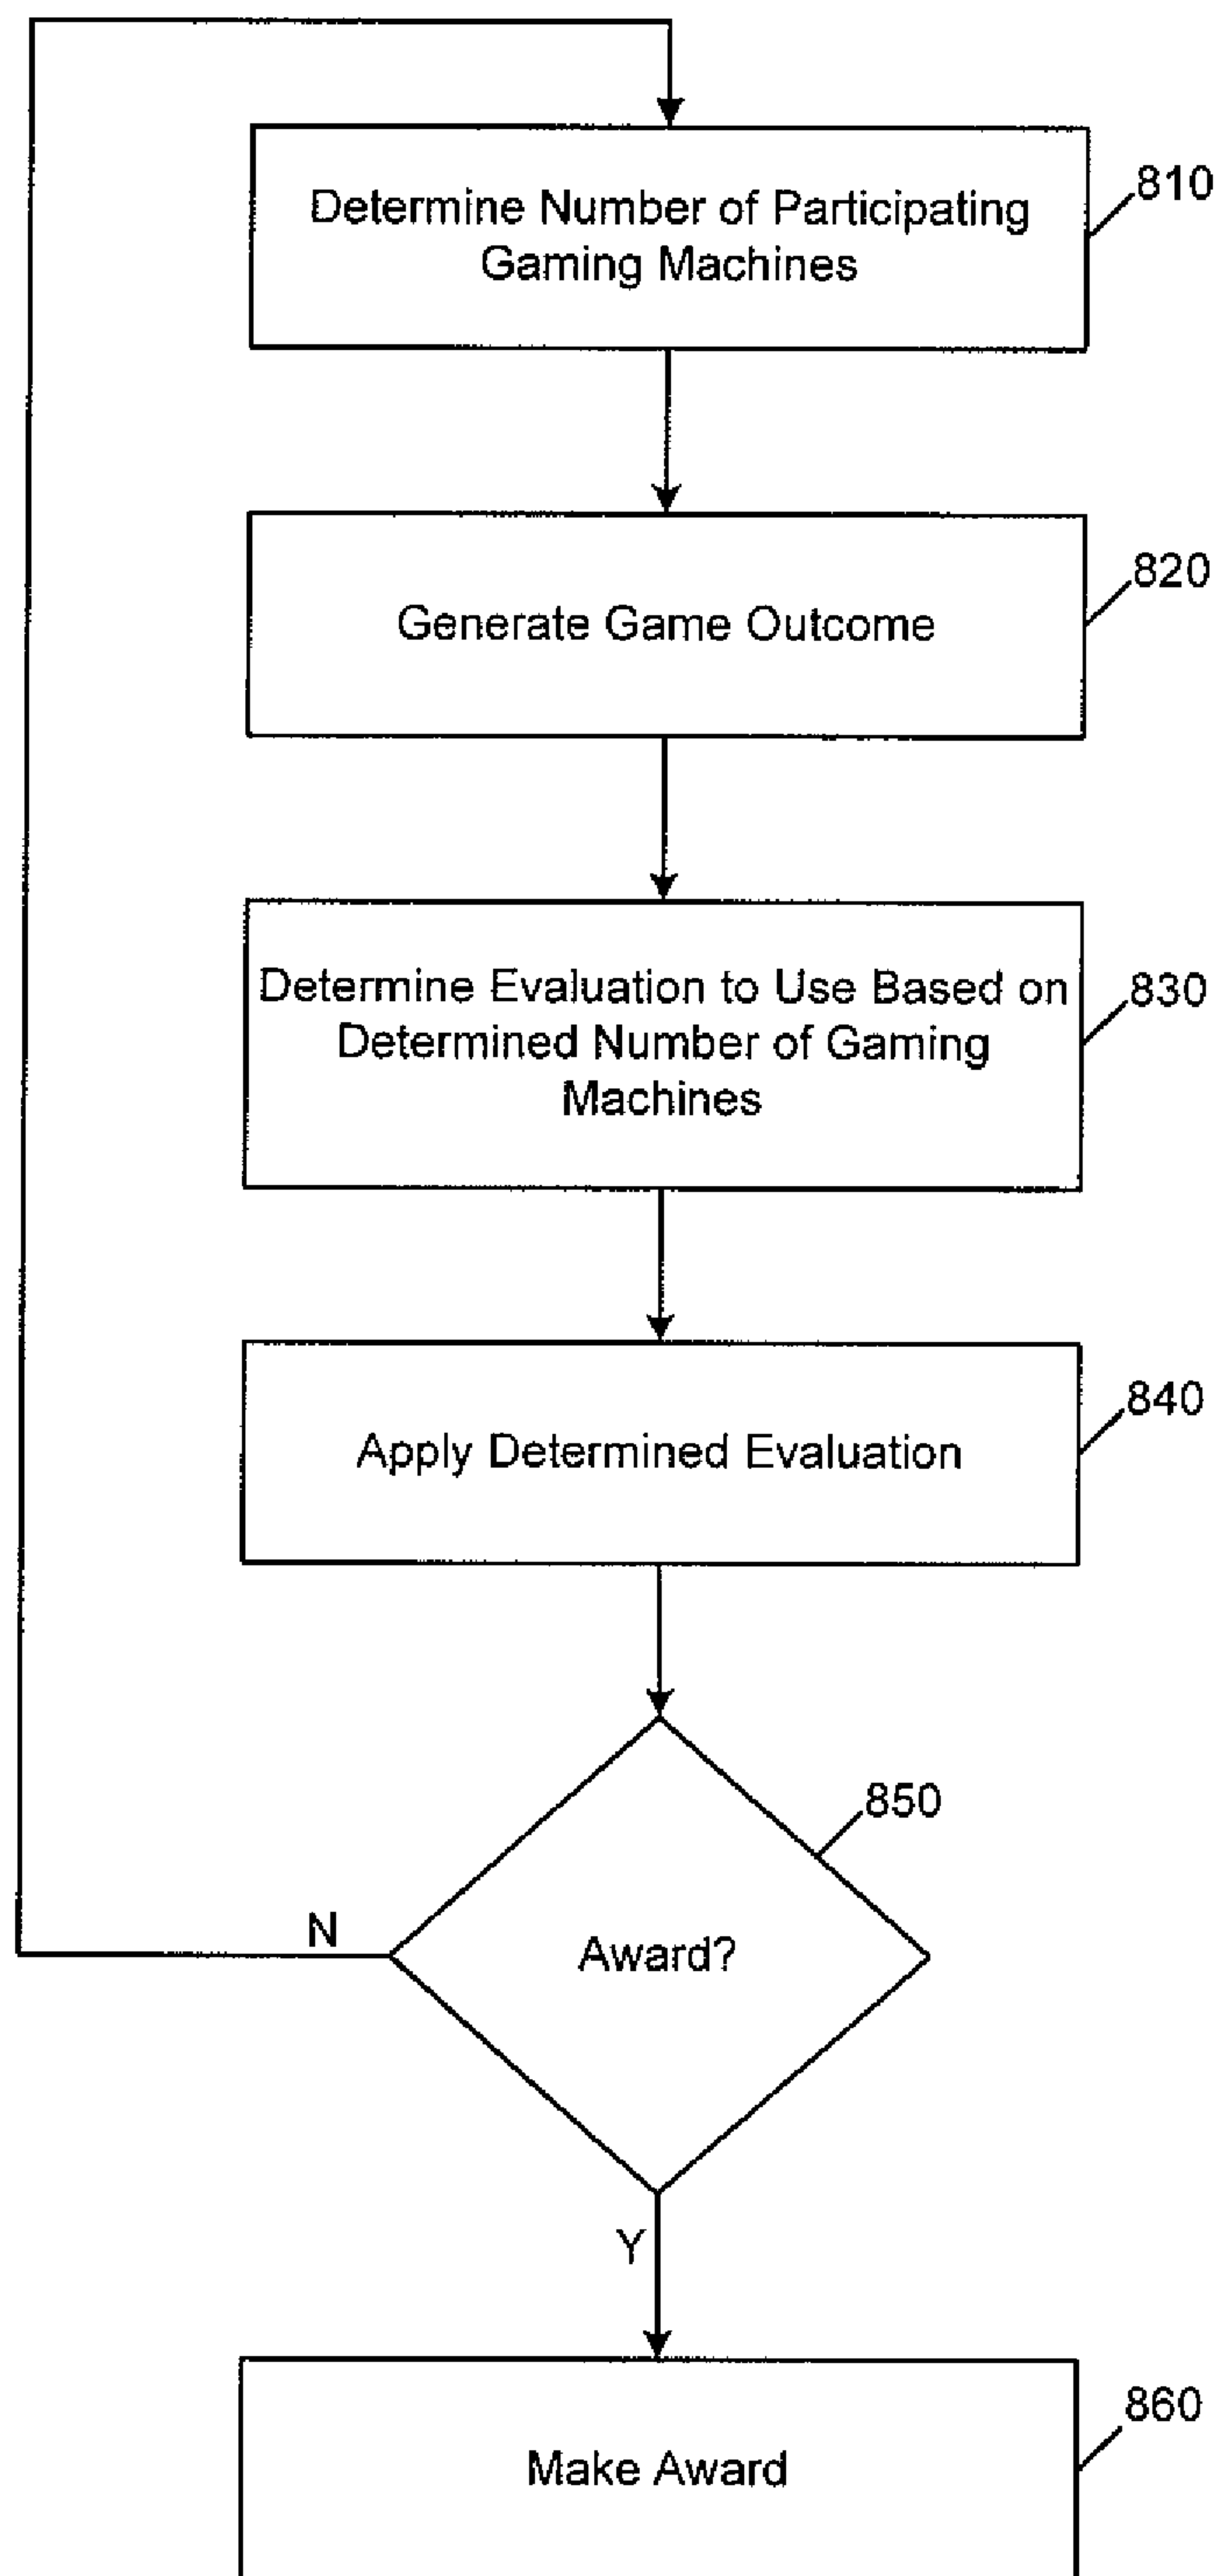 Determine Number of Participating
Gaming Machines
810
Generate Game Outcome
820
Determine Evaluation to Use Based on
Determined Number of Gaming
Machines
830
Apply Determined Evaluation
840
850
Award?
N
Y
Make Award
860